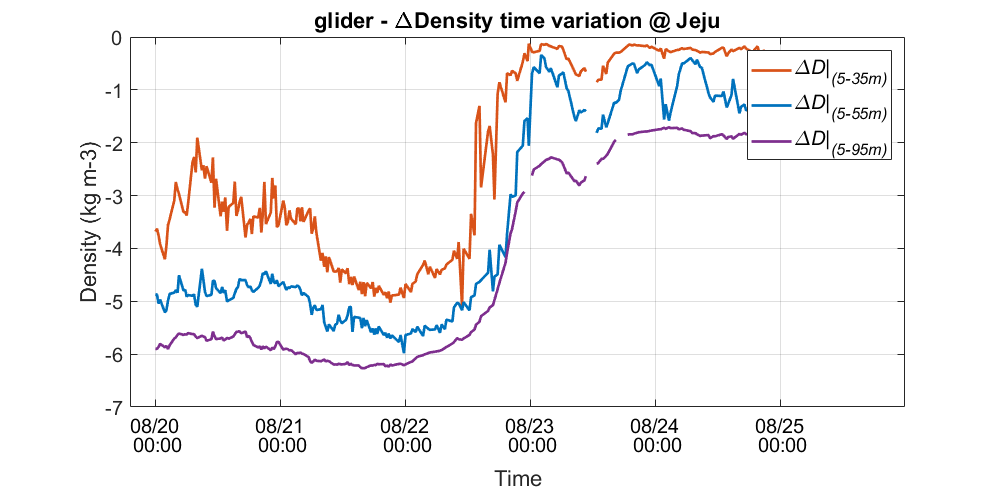 glider - ΔDensity time variation @ Jeju
Density (kg m-3)
0
-1
-2
-3
-4
-5
-6
-7
ΔD|(5-35m)
ΔD|(5-55m)
ΔD|(5-95m)
08/20 08/21 08/22 08/23 08/24 08/25
00:00 00:00 00:00 00:00 00:00 00:00
Time